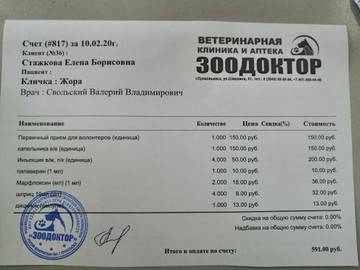 Счет (#817) за 10.02.20г.
Клиент (№36) :
Стажкова Елена Борисовна
Пациент :
Кличка : Жора
Врач : Свольский Валерий Владимирович
ВЕТЕРИНАРНАЯ
КЛИНИКА И АПТЕКА
ЗООДОКТОР
Наименование Количество Цена Скидка(%) Стоимость
Первичный прием для волонтеров (единица) 1.000 150.00 руб. 150.00 руб.
капельница в/в (единица) 1.000 150.00 руб. 150.00 руб.
Инъекция в/м, п/к (единица) 4.000 50.00 руб. 200.00 руб.
папаверин (1 мл) 1.000 10.00 руб. 10.00 руб.
Марфлоксин (мл) (1 мл) 2.000 18.00 руб. 36.00 руб.
шприц 4.000 8.00 руб. 32.00 руб.
1.000 13.00 руб. 13.00 руб.
Скидка на общую сумму счета: 0,00%
Надбавка на общую сумму счета: 0,00%
Итого к оплате по счету: 591.00 руб.
ЗООДОКТОР